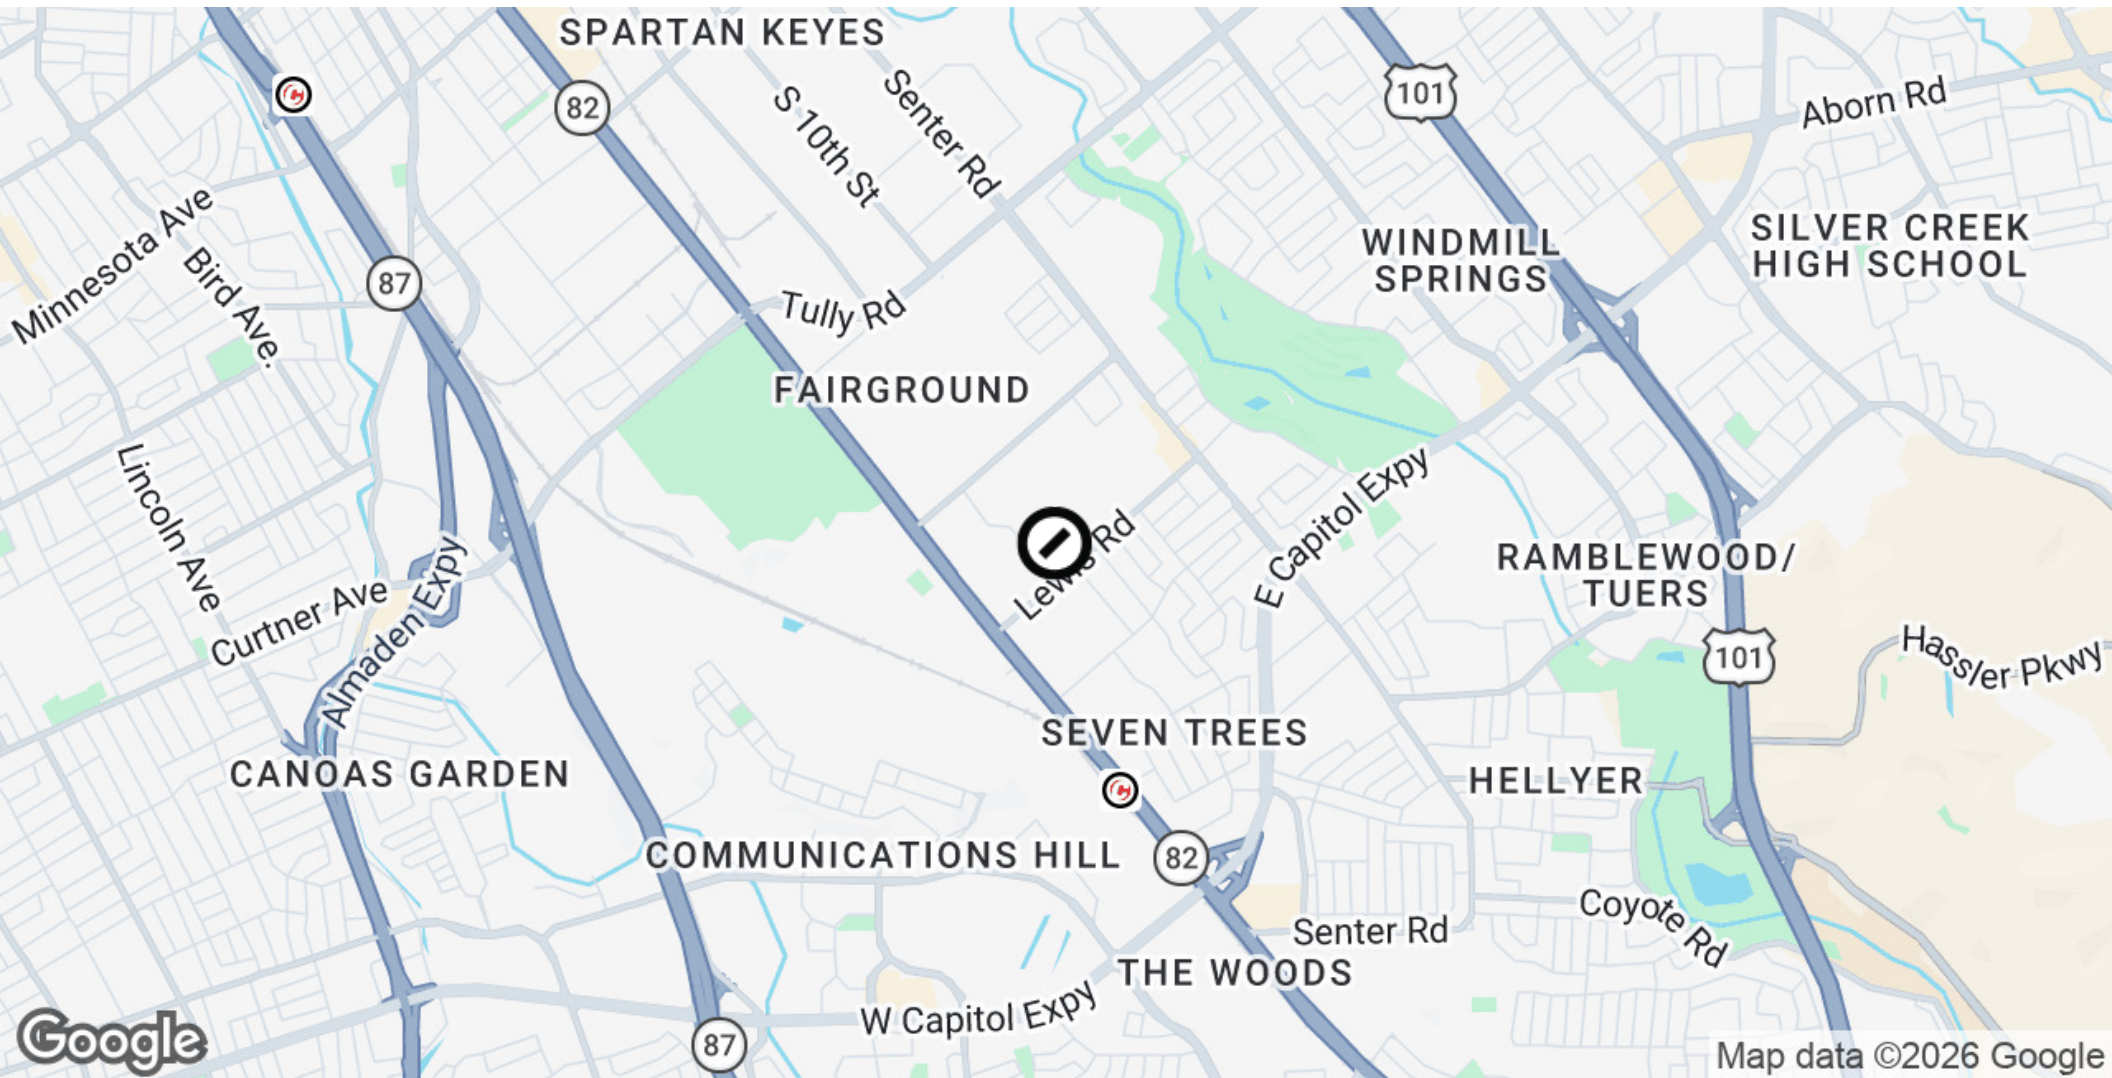 SPARTAN KEYES
82
101
Aborn Rd
Senter Rd
S 10th St
Minnesota Ave
Bird Ave.
87
WINDMILL
SPRINGS
SILVER CREEK
HIGH SCHOOL
Tully Rd
FAIRGROUND
Lincoln Ave
Lewis Rd
E Capitol Expy
RAMBLEWOOD/
TUERS
Curtner Ave
Almaden Expy
101
Hassler Pkwy
SEVEN TREES
CANOAS GARDEN
HELLYER
COMMUNICATIONS HILL
82
Senter Rd
Coyote Rd
THE WOODS
W Capitol Expy
87
Google
Map data ©2026 Google